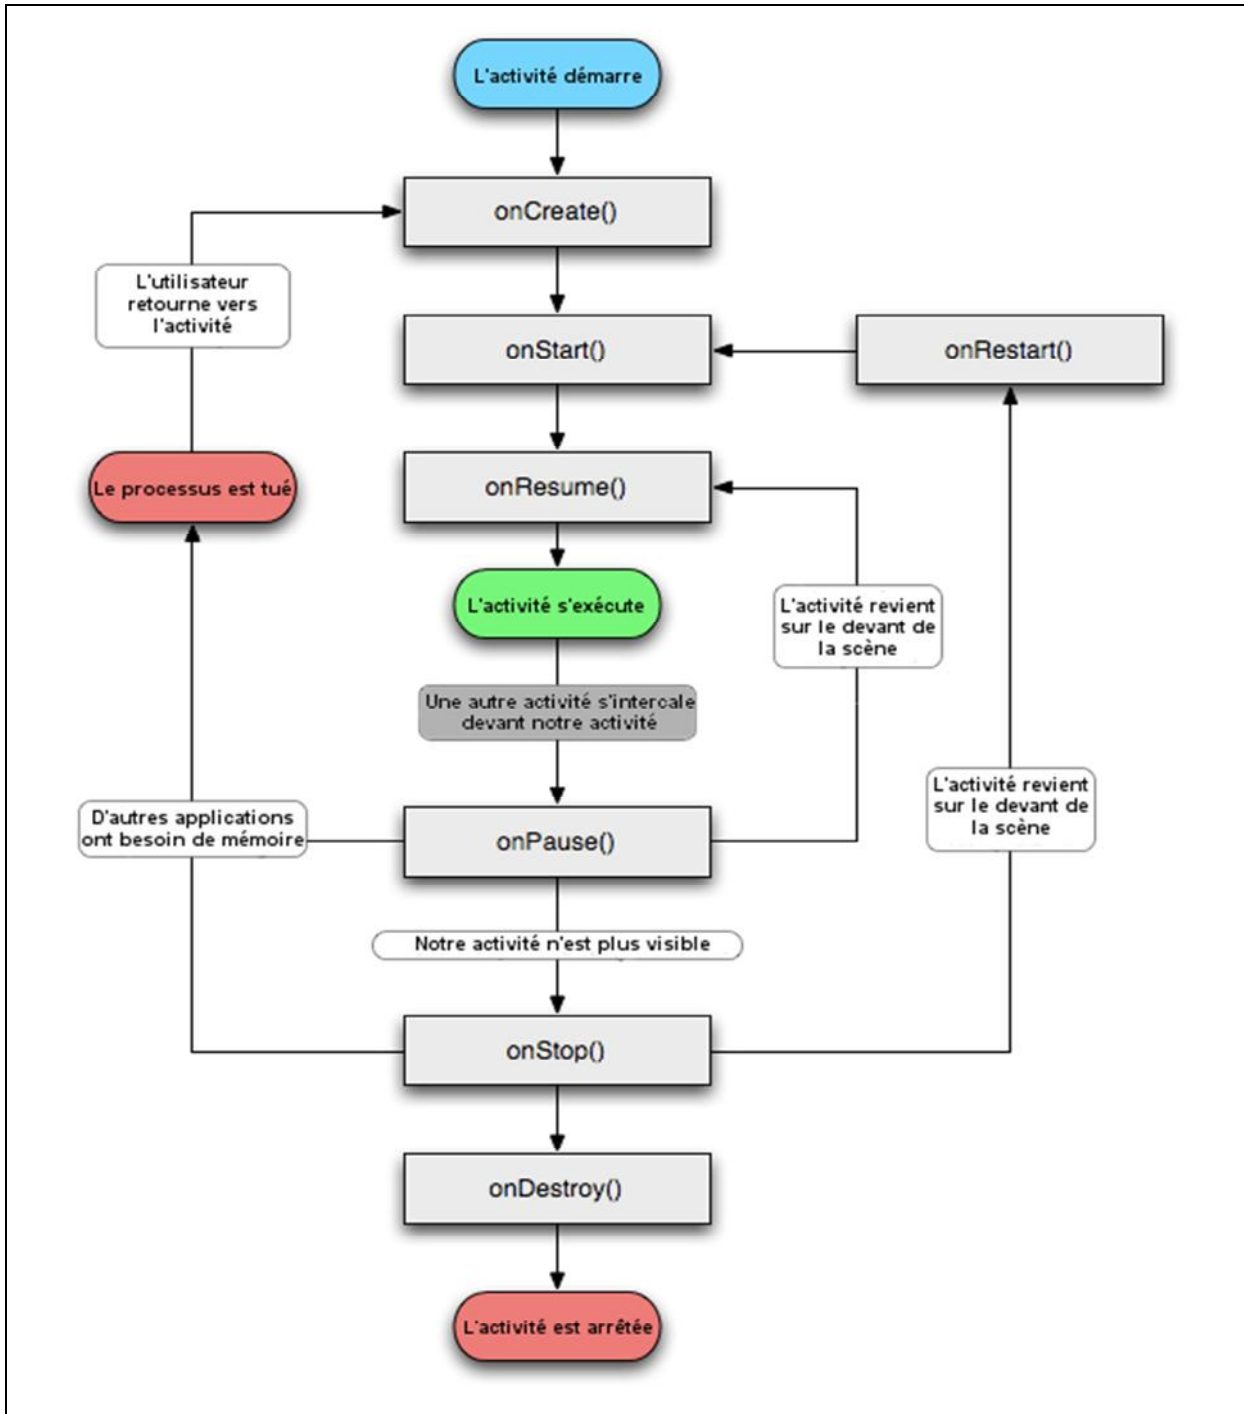 L'activité démarre
onCreate()
L'utilisateur
retourne vers
l'activité
onStart()
onRestart()
Le processus est tué
onResume()
L'activité s'exécute
L'activité revient
sur le devant de
la scène
Une autre activité s'intercale
devant notre activité
L'activité revient
sur le devant de
la scène
D'autres applications
ont besoin de mémoire
onPause()
Notre activité n'est plus visible
onStop()
onDestroy()
L'activité est arrêtée